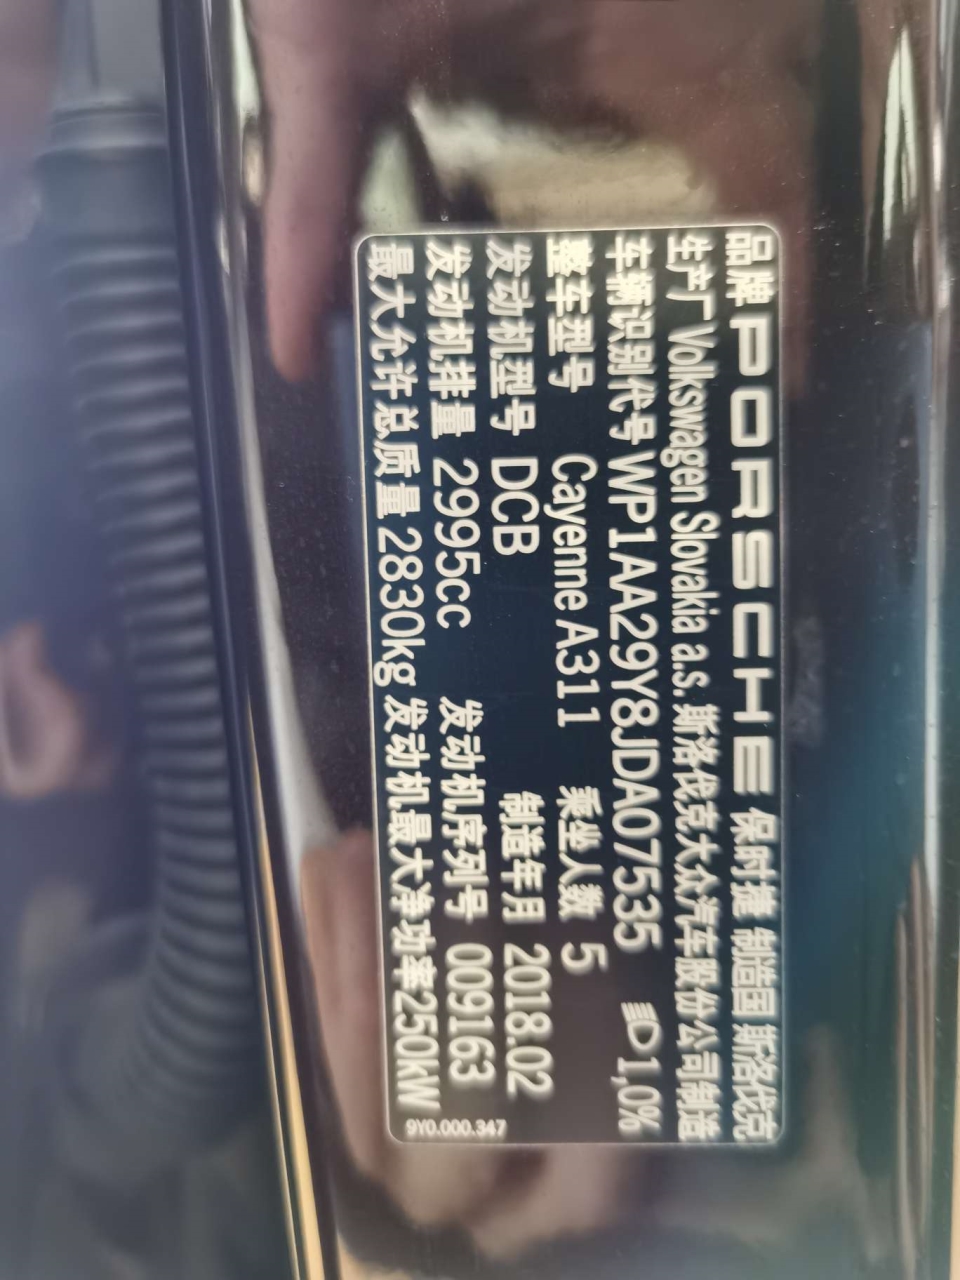 品牌 PORSCHE 保时捷 制造国 斯洛伐克
生产厂 Volkswagen Slovakia a.s. 斯洛伐克大众汽车股份公司制造
车辆识别代号 WP1AA29Y8JDA07535 1,0%
整车型号 Cayenne A311 乘坐人数 5
发动机型号 DCB 制造年月 2018.02
发动机排量 2995cc 发动机序列号 009163
最大允许总质量 2830kg 发动机最大净功率250kW
9Y0.000.347